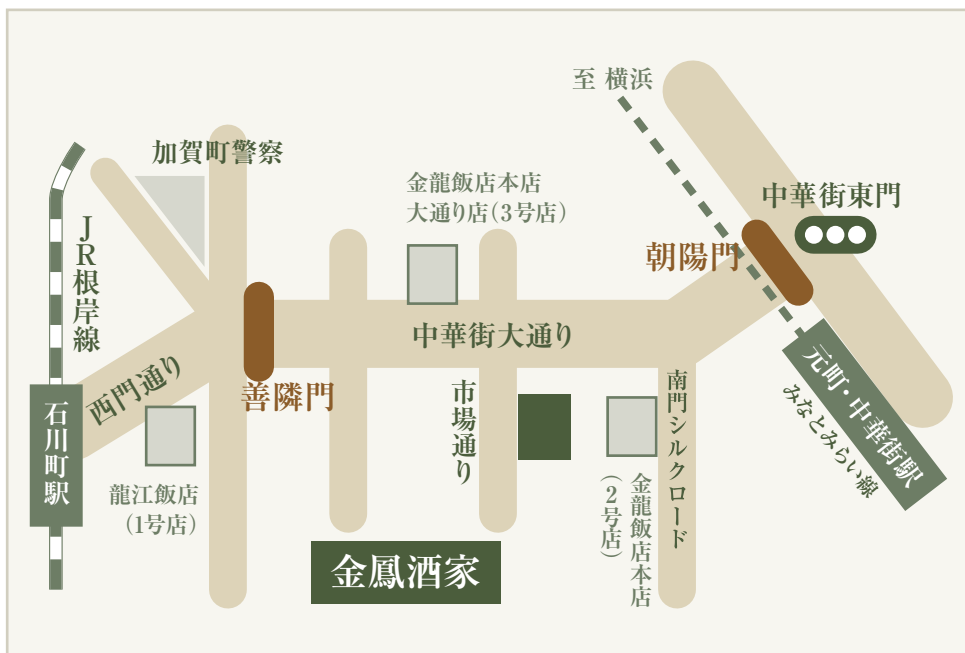 至 横浜
加賀町警察
金龍飯店本店
大通り店(3号店)
中華街東門
JR根岸線
朝陽門
中華街大通り
元町・中華街駅
みなとみらい線
西門通り
善隣門
市場通り
南門シルクロード
石川町駅
龍江飯店
(1号店)
金龍飯店本店
(2号店)
金鳳酒家